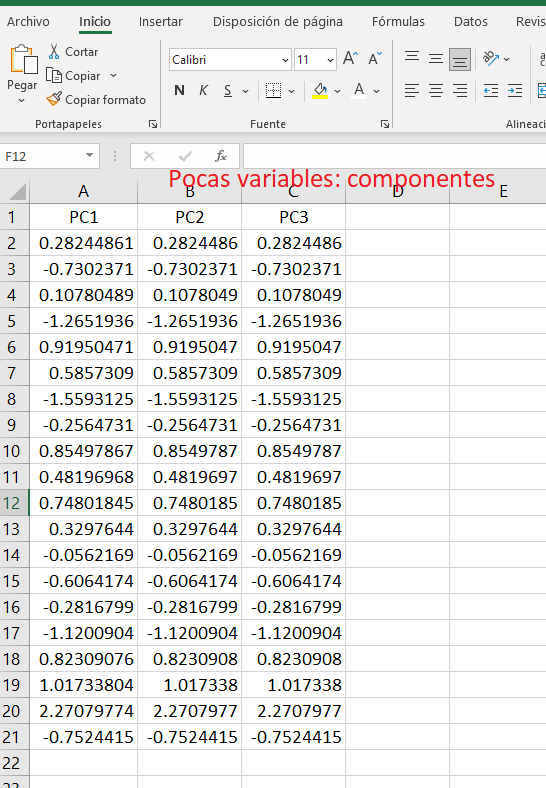 Archivo Inicio Insertar Disposición de página Fórmulas Datos Revis
Cortar
Copiar
Copiar formato
Pegar
Portapapeles
Calibri 11 A A
N K S A
Fuente
Alineaci
F12 fx
Pocas variables: componentes
A B C D E
1 PC1 PC2 PC3
2 0.28244861 0.2824486 0.2824486
3 -0.7302371 -0.7302371 -0.7302371
4 0.10780489 0.1078049 0.1078049
5 -1.2651936 -1.2651936 -1.2651936
6 0.91950471 0.9195047 0.9195047
7 0.5857309 0.5857309 0.5857309
8 -1.5593125 -1.5593125 -1.5593125
9 -0.2564731 -0.2564731 -0.2564731
10 0.85497867 0.8549787 0.8549787
11 0.48196968 0.4819697 0.4819697
12 0.74801845 0.7480185 0.7480185
13 0.3297644 0.3297644 0.3297644
14 -0.0562169 -0.0562169 -0.0562169
15 -0.6064174 -0.6064174 -0.6064174
16 -0.2816799 -0.2816799 -0.2816799
17 -1.1200904 -1.1200904 -1.1200904
18 0.82309076 0.8230908 0.8230908
19 1.01733804 1.017338 1.017338
20 2.27079774 2.2707977 2.2707977
21 -0.7524415 -0.7524415 -0.7524415
22